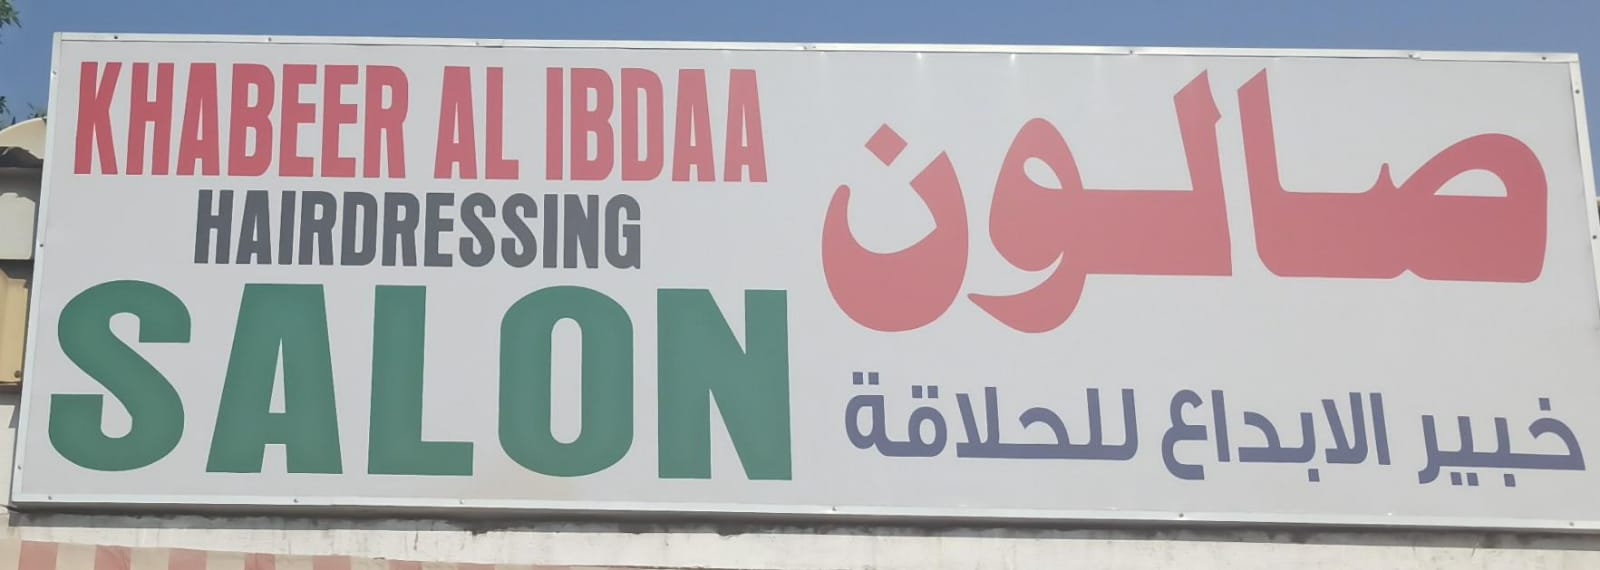 KHABEER AL IBDAA
HAIRDRESSING
SALON
صالون
خبير الابداع للحلاقة